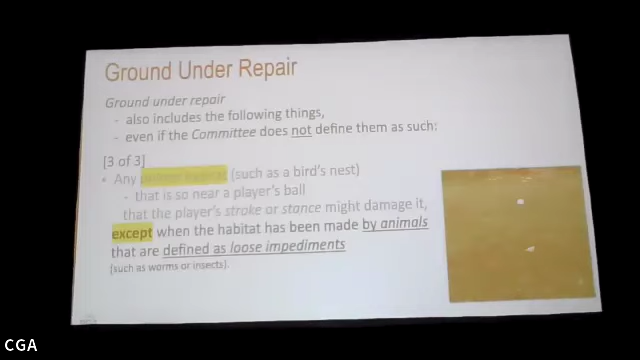 Ground Under Repair
Ground under repair
- also includes the following things,
- even if the Committee does not define them as such:
[3 of 3]
• Any (such as a bird's nest)
- that is so near a player's ball
that the player's stroke or stance might damage it,
except when the habitat has been made by animals
that are defined as loose impediments
(such as worms or insects).
CGA